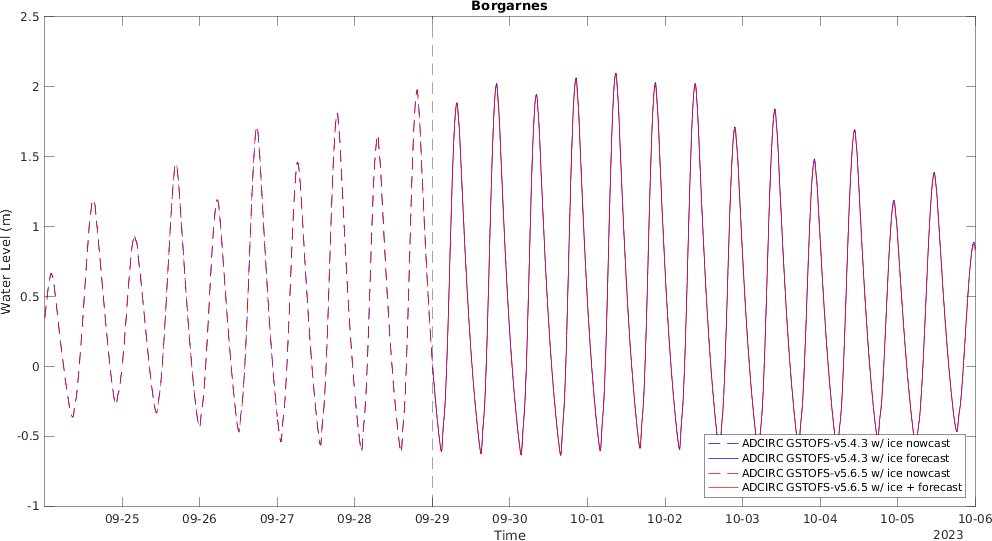 Borgarnes
2.5
2
1.5
1
0.5
0
-0.5
-1
Water Level (m)
ADCIRC GSTOFS-v5.4.3 w/ ice nowcast
ADCIRC GSTOFS-v5.4.3 w/ ice forecast
ADCIRC GSTOFS-v5.6.5 w/ ice nowcast
ADCIRC GSTOFS-v5.6.5 w/ ice + forecast
09-25 09-26 09-27 09-28 09-29 09-30 10-01 10-02 10-03 10-04 10-05 10-06
Time
2023